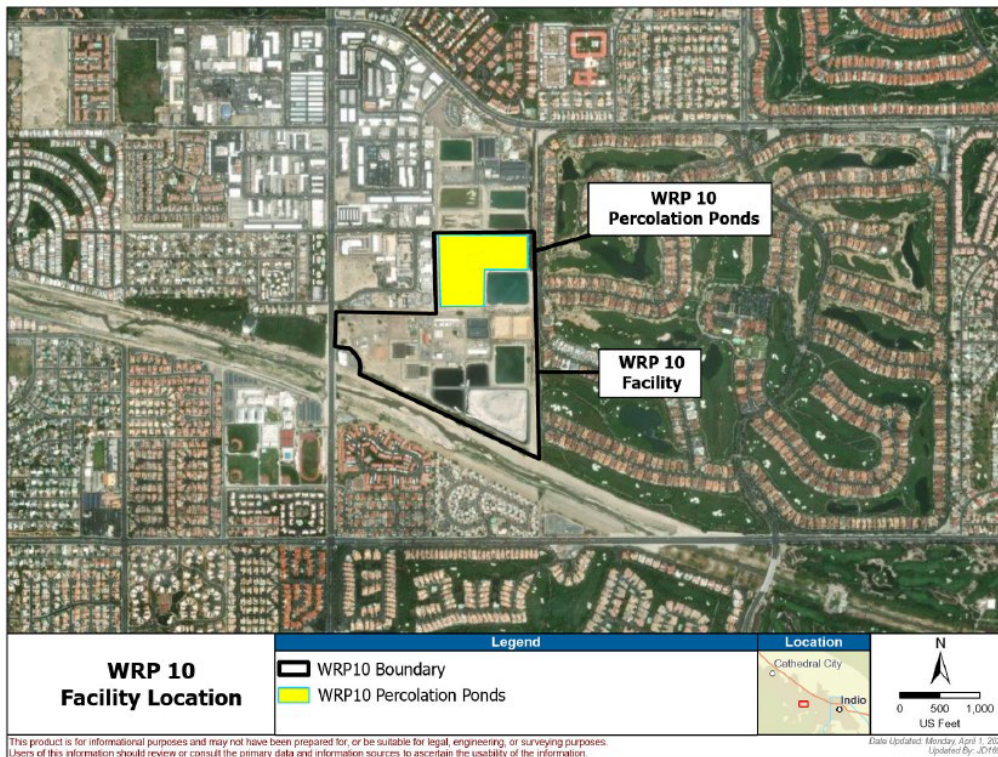 WRP 10
Percolation Ponds
WRP 10
Facility
WRP 10
Facility Location
Legend
WRP10 Boundary
WRP10 Percolation Ponds
Location
Cathedral City
Indio
N
0 500 1,000
US Feet
This product is for informational purposes and may not have been prepared for, or be suitable for legal, engineering, or surveying purposes.
Users of this information should review or consult the primary data and information sources to ascertain the usability of the information.
Date Updated: Monday, April 1,
Updated By: